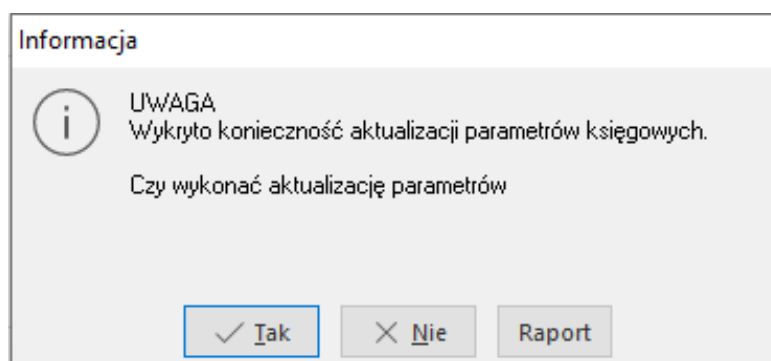 Informacja
UWAGA
Wykryto konieczność aktualizacji parametrów księgowych.
Czy wykonać aktualizację parametrów
Tak
Nie
Raport